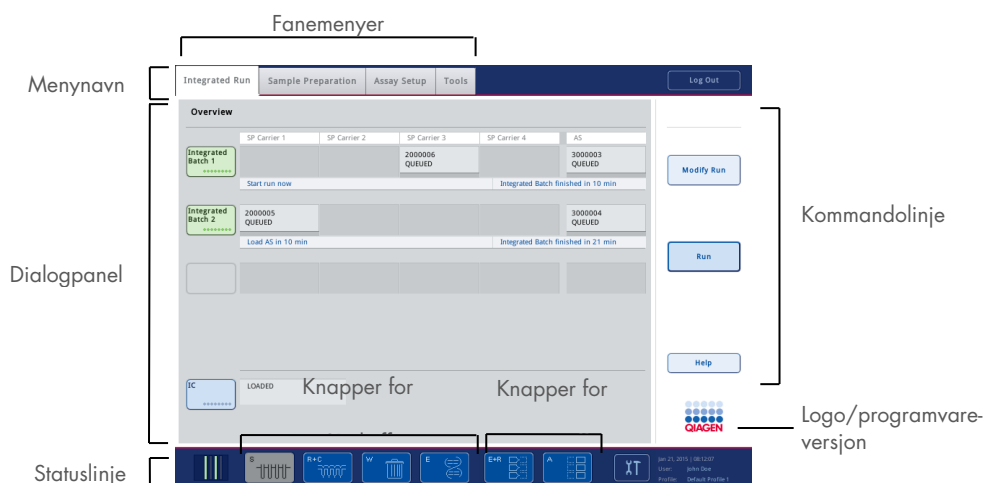 Fanemenyer
Menynavn
Integrated Run Sample Preparation Assay Setup Tools
Log Out
Dialogpanel
Overview
SP Carrier 1 SP Carrier 2 SP Carrier 3 SP Carrier 4 AS
Integrated
Batch 1
2000006
QUEUED
3000003
QUEUED
Start run now
Integrated Batch finished in 10 min
Integrated
Batch 2
2000005
QUEUED
3000004
QUEUED
Load AS in 10 min
Integrated Batch finished in 21 min
IC
LOADED
Knapper for
Knapper for
Modify Run
Run
Help
Kommandolinje
QIAGEN
Logo/programvare-
versjon
Statuslinje
S R+C W E E+R A
Jan 21, 2015 | 08:12:07
User: John Doe
Profile: Default Profile 1